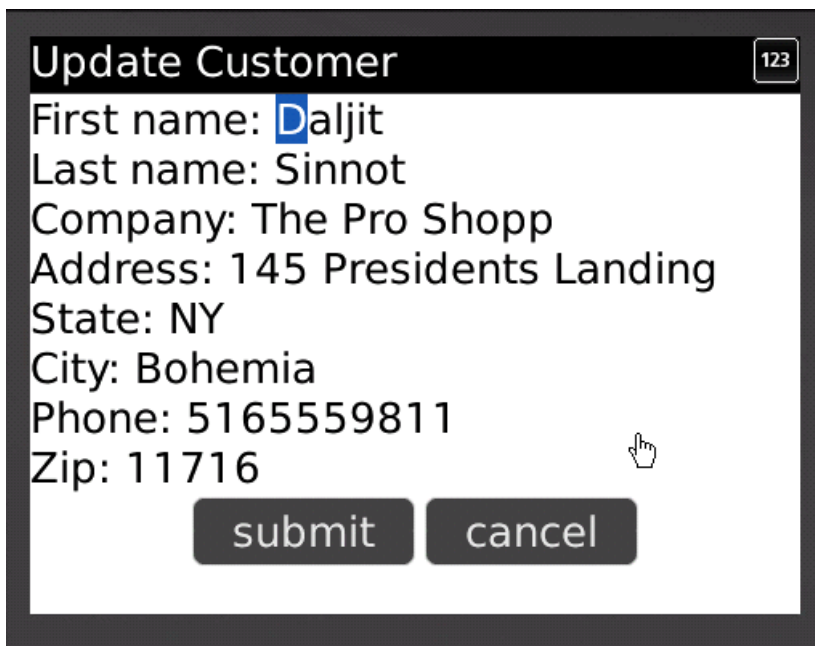 Update Customer 123
First name: Daljit
Last name: Sinnot
Company: The Pro Shopp
Address: 145 Presidents Landing
State: NY
City: Bohemia
Phone: 5165559811
Zip: 11716
submit cancel